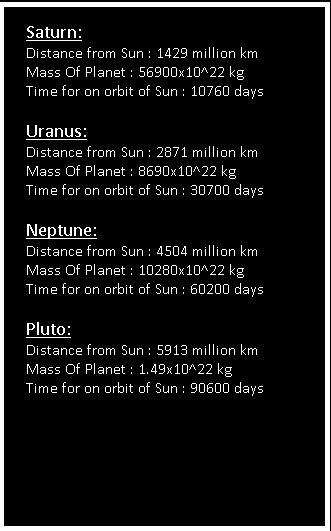 Saturn:
Distance from Sun : 1429 million km
Mass Of Planet : 56900x10^22 kg
Time for on orbit of Sun : 10760 days
Uranus:
Distance from Sun : 2871 million km
Mass Of Planet : 8690x10^22 kg
Time for on orbit of Sun : 30700 days
Neptune:
Distance from Sun : 4504 million km
Mass Of Planet : 10280x10^22 kg
Time for on orbit of Sun : 60200 days
Pluto:
Distance from Sun : 5913 million km
Mass Of Planet : 1.49x10^22 kg
Time for on orbit of Sun : 90600 days